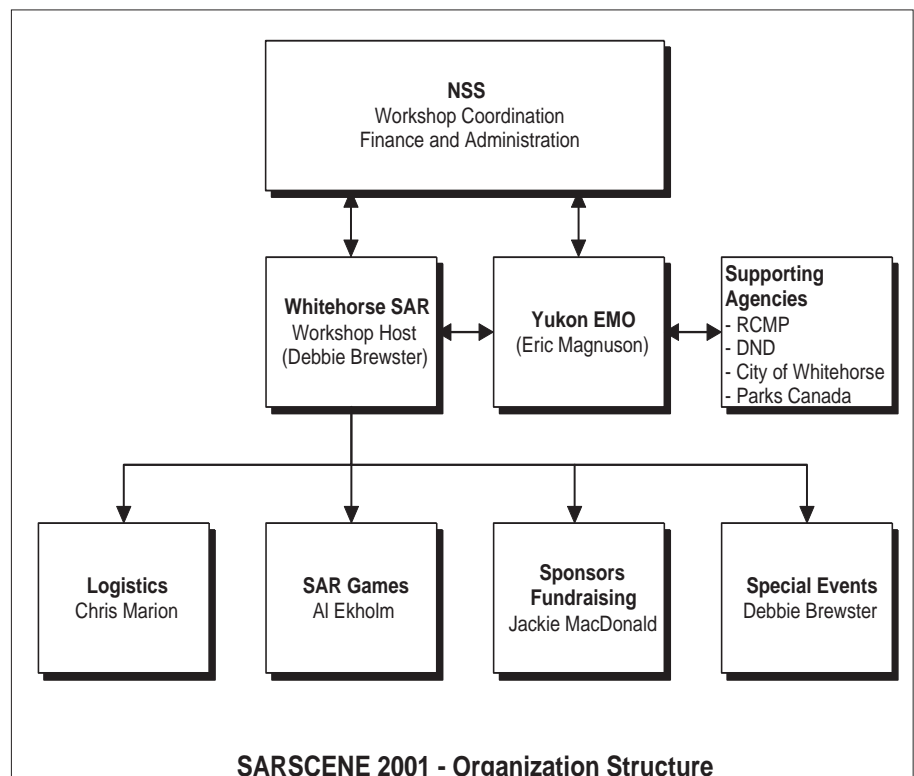 NSS
Workshop Coordination
Finance and Administration
Whitehorse SAR
Workshop Host
(Debbie Brewster)
Yukon EMO
(Eric Magnuson)
Supporting
Agencies
- RCMP
- DND
- City of Whitehorse
- Parks Canada
Logistics
Chris Marion
SAR Games
Al Ekholm
Sponsors
Fundraising
Jackie MacDonald
Special Events
Debbie Brewster
SARSCENE 2001 - Organization Structure